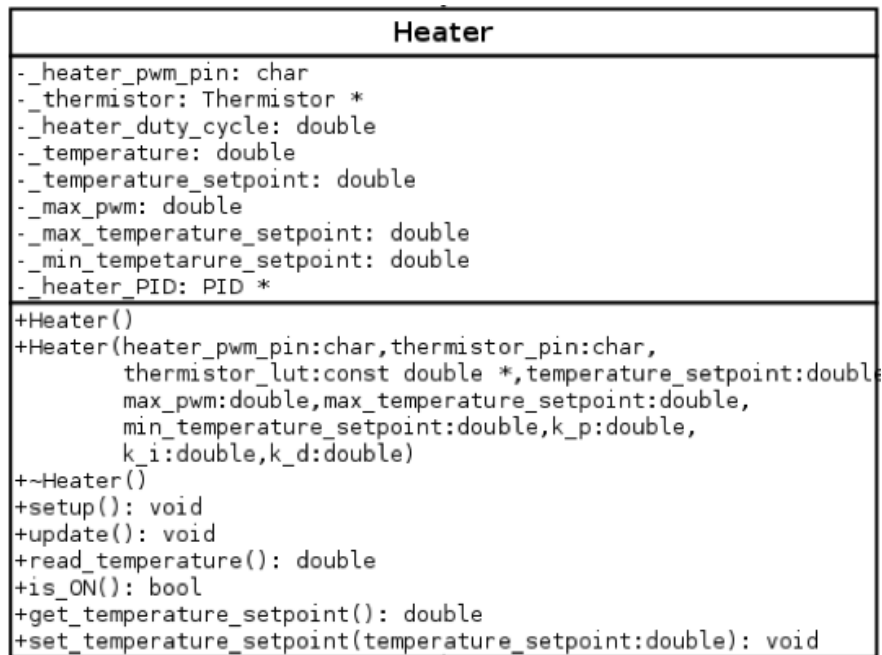 Heater
-_heater_pwm_pin: char
-_thermistor: Thermistor *
-_heater_duty_cycle: double
-_temperature: double
-_temperature_setpoint: double
-_max_pwm: double
-_max_temperature_setpoint: double
-_min_tempetarure_setpoint: double
-_heater_PID: PID *
+Heater()
+Heater(heater_pwm_pin:char,thermistor_pin:char,
thermistor_lut:const double *,temperature_setpoint:double
max_pwm:double,max_temperature_setpoint:double,
min_temperature_setpoint:double,k_p:double,
k_i:double,k_d:double)
+~Heater()
+setup(): void
+update(): void
+read_temperature(): double
+is_ON(): bool
+get_temperature_setpoint(): double
+set_temperature_setpoint(temperature_setpoint:double): void